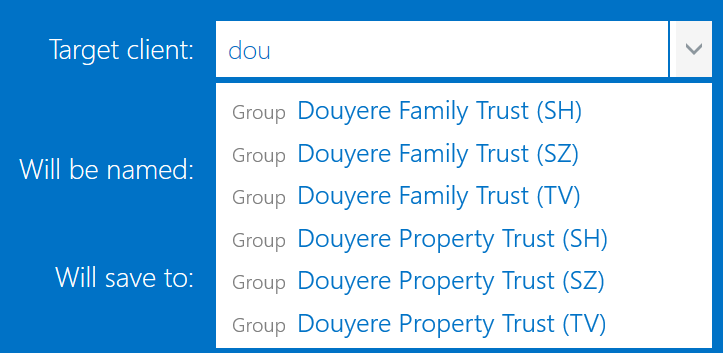 Target client: dou
Group Douyere Family Trust (SH)
Group Douyere Family Trust (SZ)
Will be named:
Group Douyere Family Trust (TV)
Group Douyere Property Trust (SH)
Will save to:
Group Douyere Property Trust (SZ)
Group Douyere Property Trust (TV)